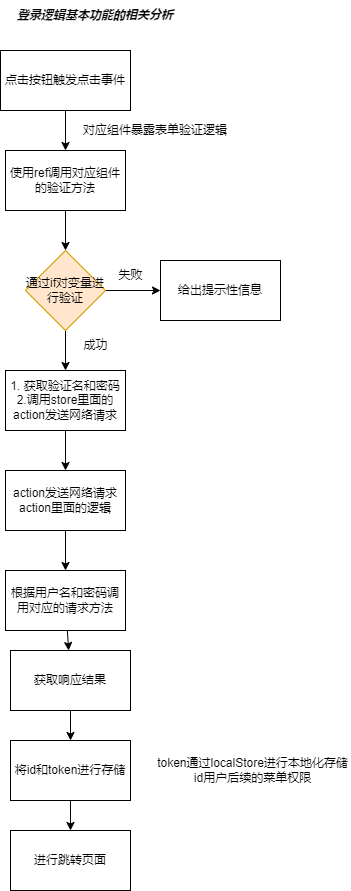 登录逻辑基本功能的相关分析
点击按钮触发点击事件
对应组件暴露表单验证逻辑
使用ref调用对应组件
的验证方法
通过if对变量进
行验证
失败
给出提示性信息
成功
1. 获取验证名和密码
2.调用store里面的
action发送网络请求
action发送网络请求
action里面的逻辑
根据用户名和密码调
用对应的请求方法
获取响应结果
将id和token进行存储
token通过localStore进行本地化存储
id用户后续的菜单权限
进行跳转页面